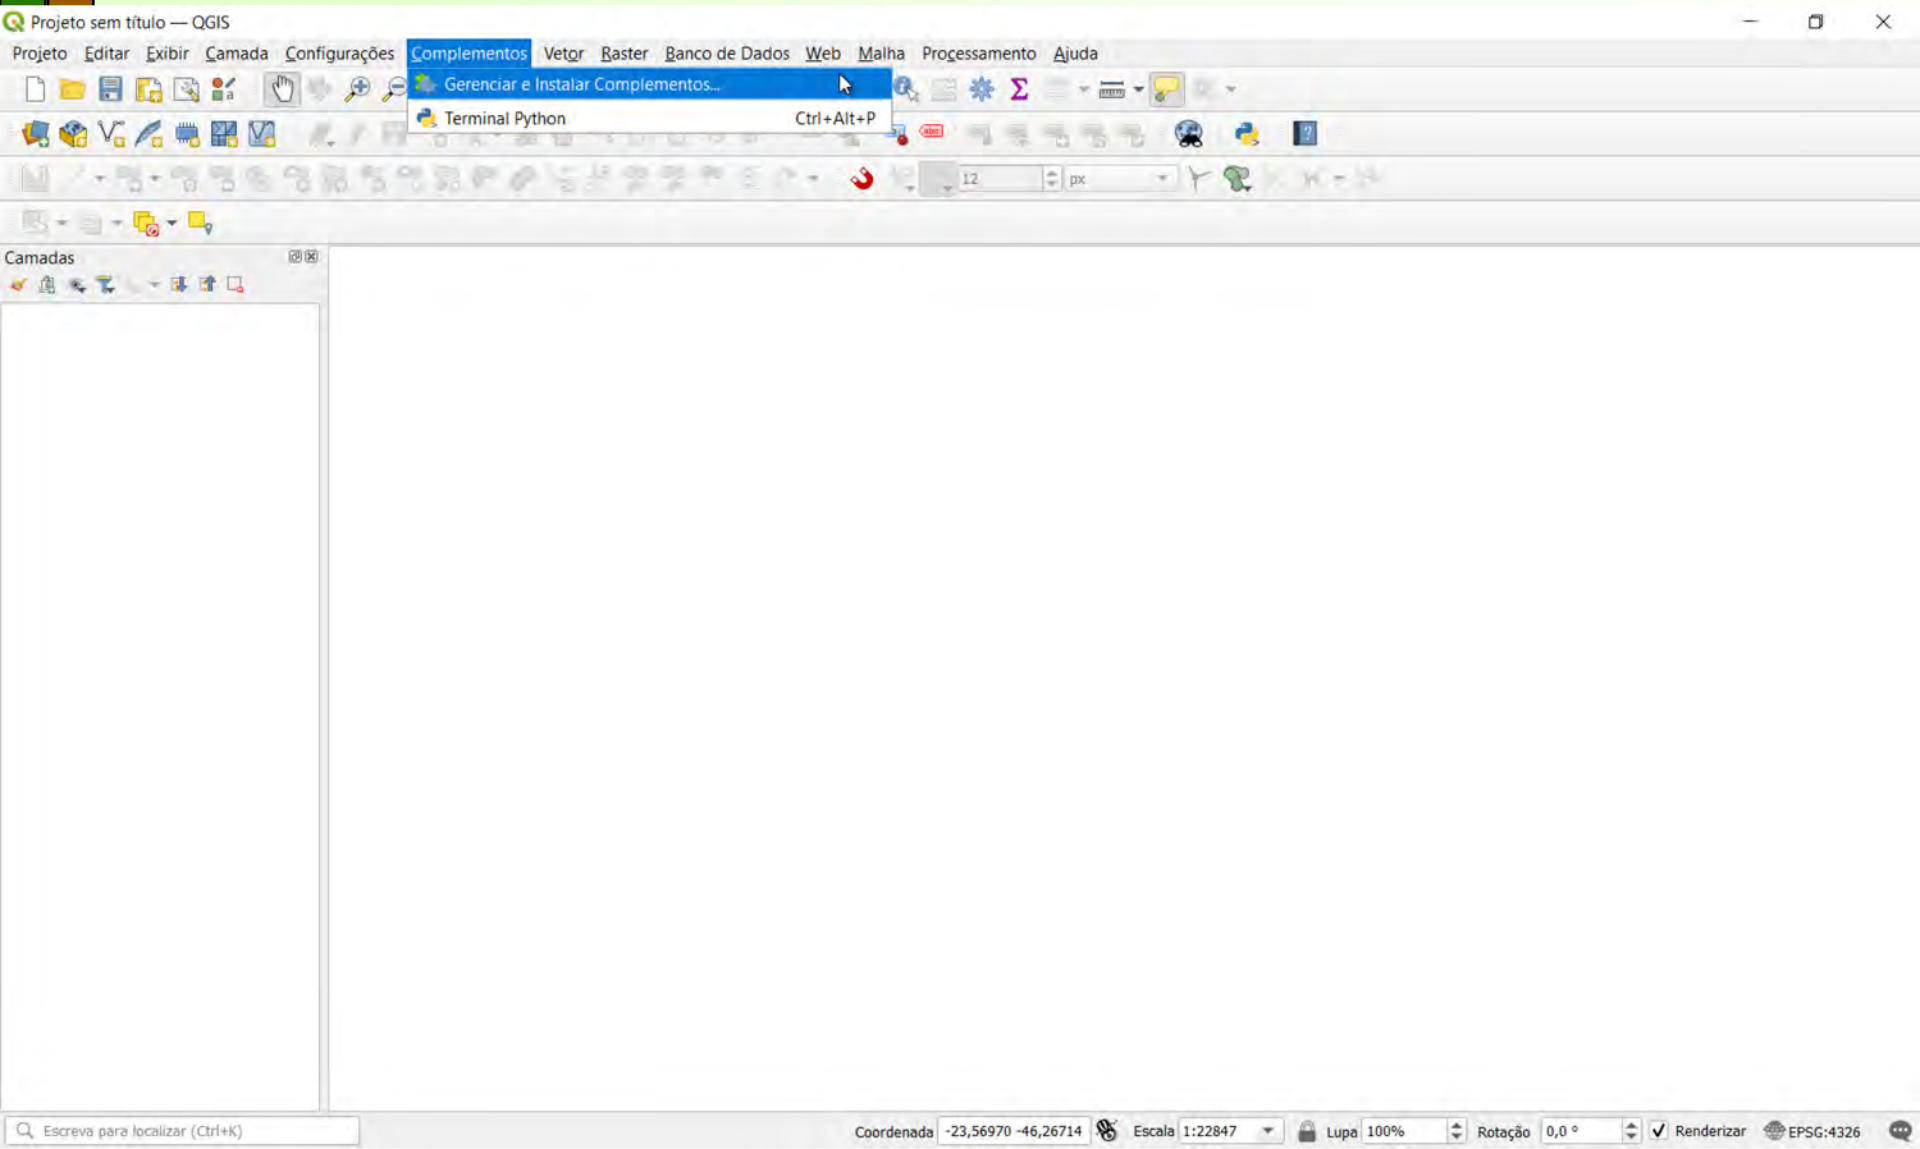 Projeto sem título — QGIS
Projeto Editar Exibir Camada Configurações Complementos Vetor Raster Banco de Dados Web Malha Processamento Ajuda
Gerenciar e Instalar Complementos...
Terminal Python Ctrl+Alt+P
abc
12 px
Camadas
Escreva para localizar (Ctrl+K)
Coordenada -23,56970 -46,26714 Escala 1:22847 Lupa 100% Rotação 0,0 ° Renderizar EPSG:4326